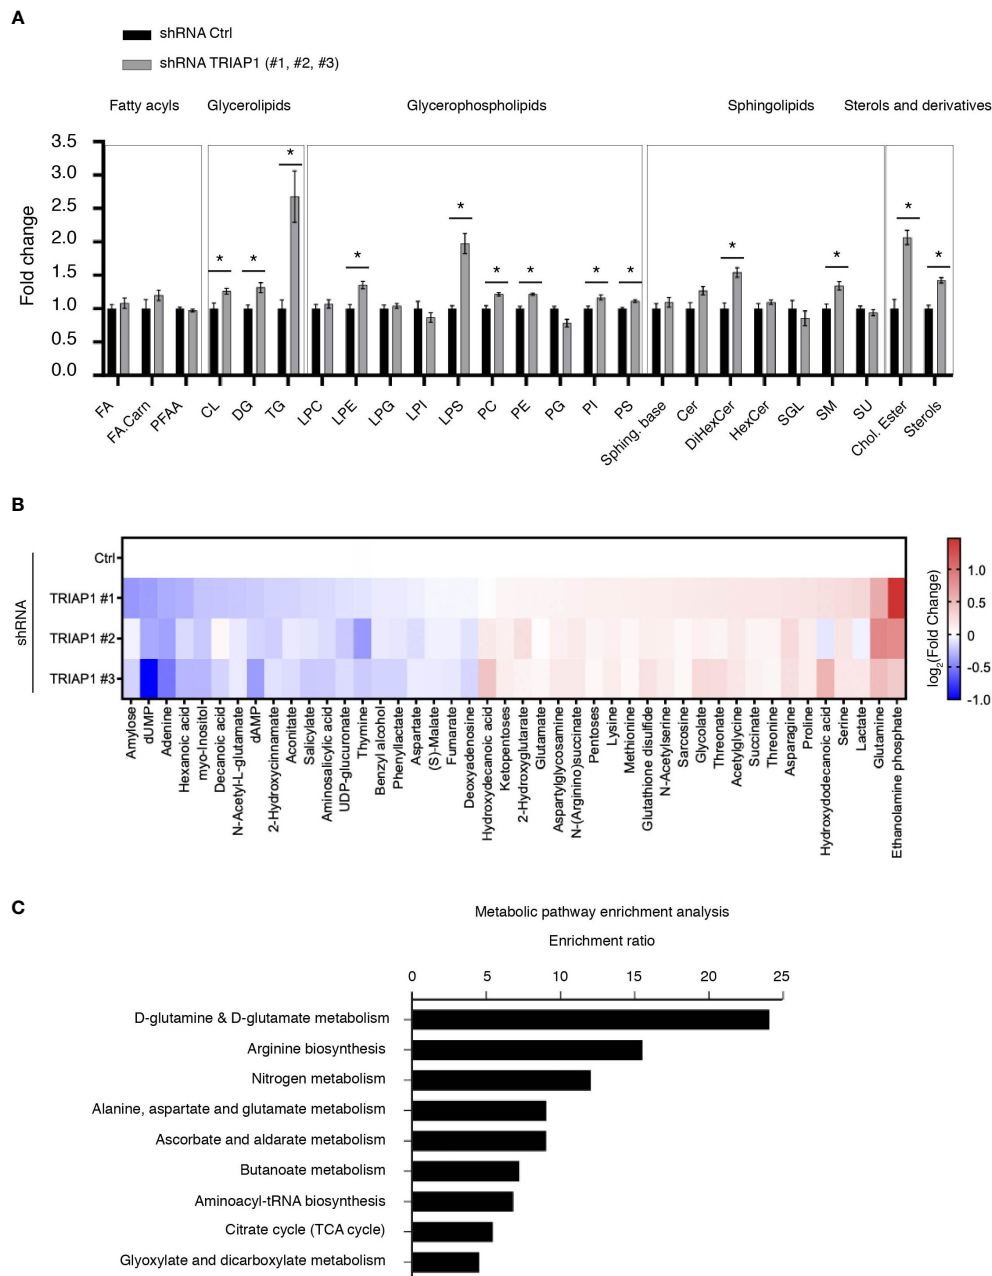 A
shRNA Ctrl
shRNA TRIAP1 (#1, #2, #3)
Fatty acyls
Glycerolipids
Glycerophospholipids
Sphingolipids
Sterols and derivatives
Fold change
3.5
3.0
2.5
2.0
1.5
1.0
0.5
0.0
* * * * * * * * * * * * *
FA
FA.Carn
PFAA
CL
DG
TG
LPC
LPE
LPG
LPI
LPS
PC
PE
PG
PI
PS
Sphing. base
Cer
DiHexCer
HexCer
SGL
SM
SU
Chol. Ester
Sterols
B
shRNA
Ctrl
TRIAP1 #1
TRIAP1 #2
TRIAP1 #3
Amylose
dUMP
Adenine
Hexanoic acid
myo-Inositol
Decanoic acid
N-Acetyl-L-glutamate
dAMP
2-Hydroxycinnamate
Aconitate
Salicylate
Aminosalicylic acid
UDP-glucuronate
Thymine
Benzyl alcohol
Phenyllactate
Aspartate
(S)-Malate
Fumarate
Deoxyadenosine
Hydroxydecanoic acid
Ketopentoses
2-Hydroxyglutarate
Glutamate
Aspartylglycosamine
N-(Arginino)succinate
Pentoses
Lysine
Methionine
Glutathione disulfide
N-Acetylserine
Sarcosine
Glycolate
Threonate
Acetylglycine
Succinate
Threonine
Asparagine
Proline
Hydroxydodecanoic acid
Serine
Lactate
Glutamine
Ethanolamine phosphate
1.0
0.5
0
-0.5
-1.0
log2(Fold Change)
C
Metabolic pathway enrichment analysis
Enrichment ratio
0 5 10 15 20 25
D-glutamine & D-glutamate metabolism
Arginine biosynthesis
Nitrogen metabolism
Alanine, aspartate and glutamate metabolism
Ascorbate and aldarate metabolism
Butanoate metabolism
Aminoacyl-tRNA biosynthesis
Citrate cycle (TCA cycle)
Glyoxylate and dicarboxylate metabolism